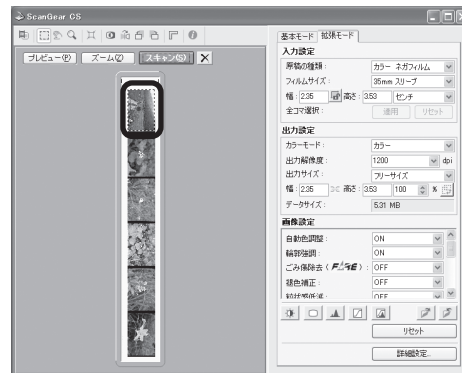 ScanGear CS
プレビュー(P) ズーム(Z) スキャン(S)
基本モード 拡張モード
入力設定
原稿の種類: カラー ネガフィルム
フィルムサイズ: 35mm スリーブ
幅: 2.35 高さ: 3.53 センチ
全コマ選択: 適用 リセット
出力設定
カラーモード: カラー
出力解像度: 1200 dpi
出力サイズ: フリーサイズ
幅: 2.35 高さ: 3.53 100 %
データサイズ: 5.31 MB
画像設定
自動色調整: ON
輪郭強調: ON
ごみ傷除去(FARE): OFF
褪色補正: OFF
粒状感低減: OFF
リセット
詳細設定...